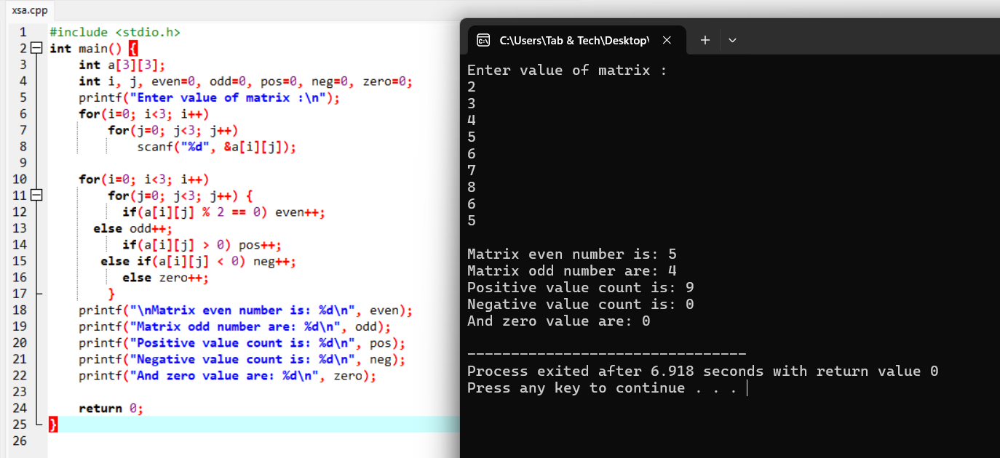 xsa.cpp
1 #include <stdio.h>
2 int main() {
3 int a[3][3];
4 int i, j, even=0, odd=0, pos=0, neg=0, zero=0;
5 printf("Enter value of matrix :\n");
6 for(i=0; i<3; i++)
7 for(j=0; j<3; j++)
8 scanf("%d", &a[i][j]);
9
10 for(i=0; i<3; i++)
11 for(j=0; j<3; j++) {
12 if(a[i][j] % 2 == 0) even++;
13 else odd++;
14 if(a[i][j] > 0) pos++;
15 else if(a[i][j] < 0) neg++;
16 else zero++;
17 }
18 printf("\nMatrix even number is: %d\n", even);
19 printf("Matrix odd number are: %d\n", odd);
20 printf("Positive value count is: %d\n", pos);
21 printf("Negative value count is: %d\n", neg);
22 printf("And zero value are: %d\n", zero);
23
24 return 0;
25 }
26
C:\Users\Tab & Tech\Desktop\
Enter value of matrix :
2
3
4
5
6
7
8
6
5
Matrix even number is: 5
Matrix odd number are: 4
Positive value count is: 9
Negative value count is: 0
And zero value are: 0
--------------------------------
Process exited after 6.918 seconds with return value 0
Press any key to continue . . .